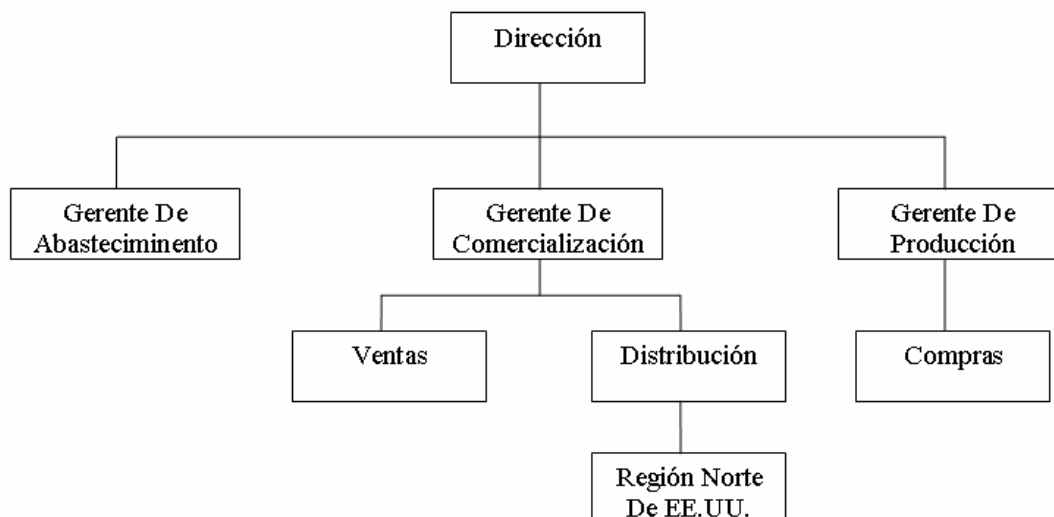 Dirección
Gerente De
Abasteciminento
Gerente De
Comercialización
Gerente De
Producción
Ventas
Distribución
Compras
Región Norte
De EE.UU.